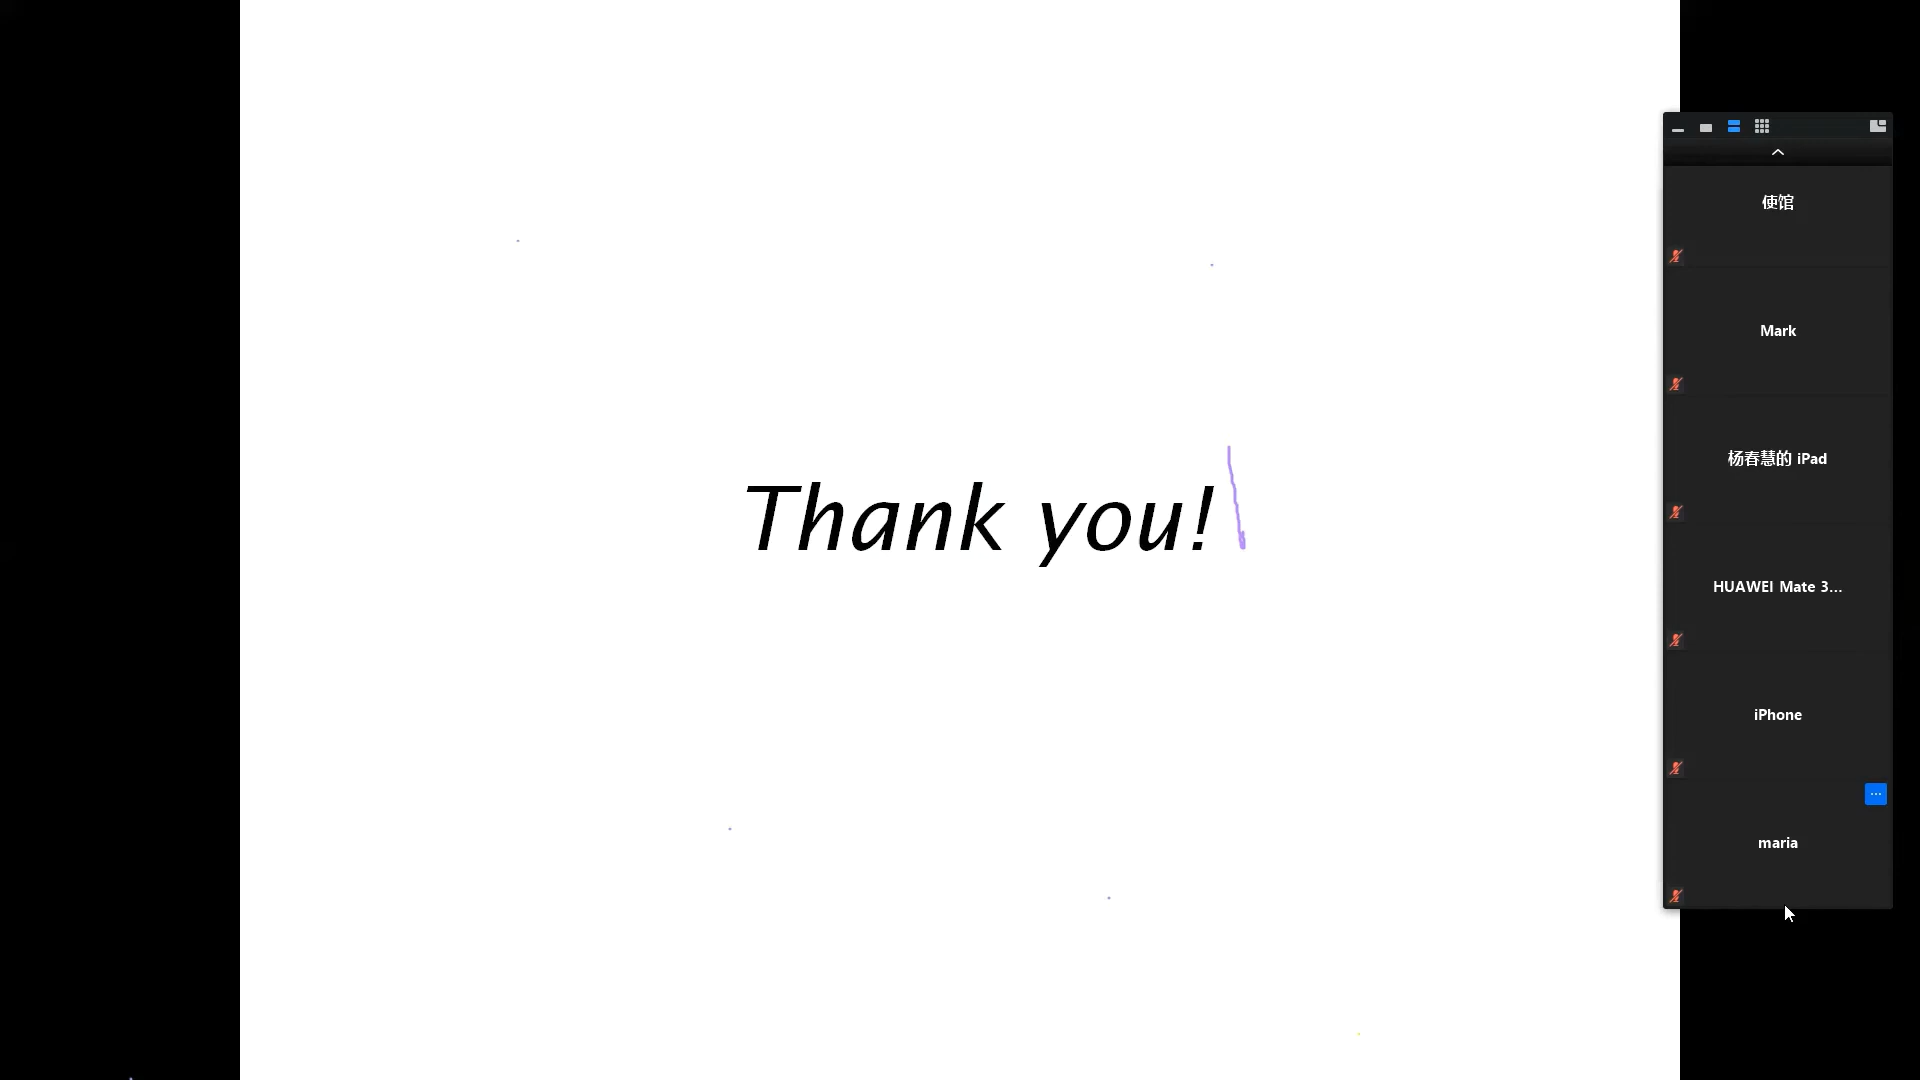 Thank you!
使馆
Mark
杨春慧的 iPad
HUAWEI Mate 3...
iPhone
maria